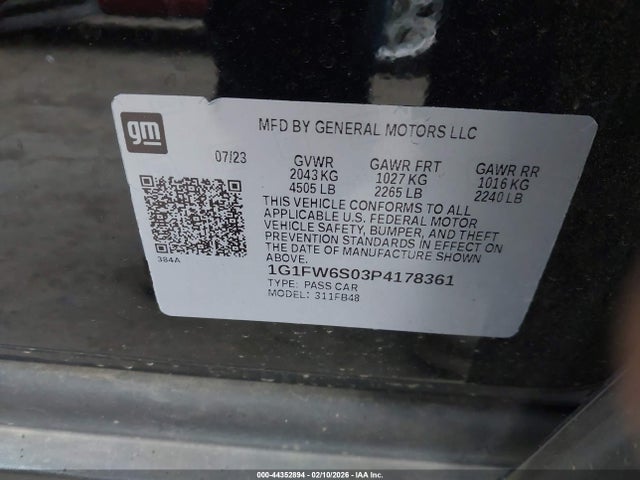 gm
MFD BY GENERAL MOTORS LLC
07/23 GVWR GAWR FRT GAWR RR
2043 KG 1027 KG 1016 KG
4505 LB 2265 LB 2240 LB
THIS VEHICLE CONFORMS TO ALL
APPLICABLE U.S. FEDERAL MOTOR
VEHICLE SAFETY, BUMPER, AND THEFT
PREVENTION STANDARDS IN EFFECT ON
THE DATE OF MANUFACTURE SHOWN
ABOVE.
384A
1G1FW6S03P4178361
TYPE: PASS CAR
MODEL: 311FB48
000-44352894 - 02/10/2026 - IAA Inc.